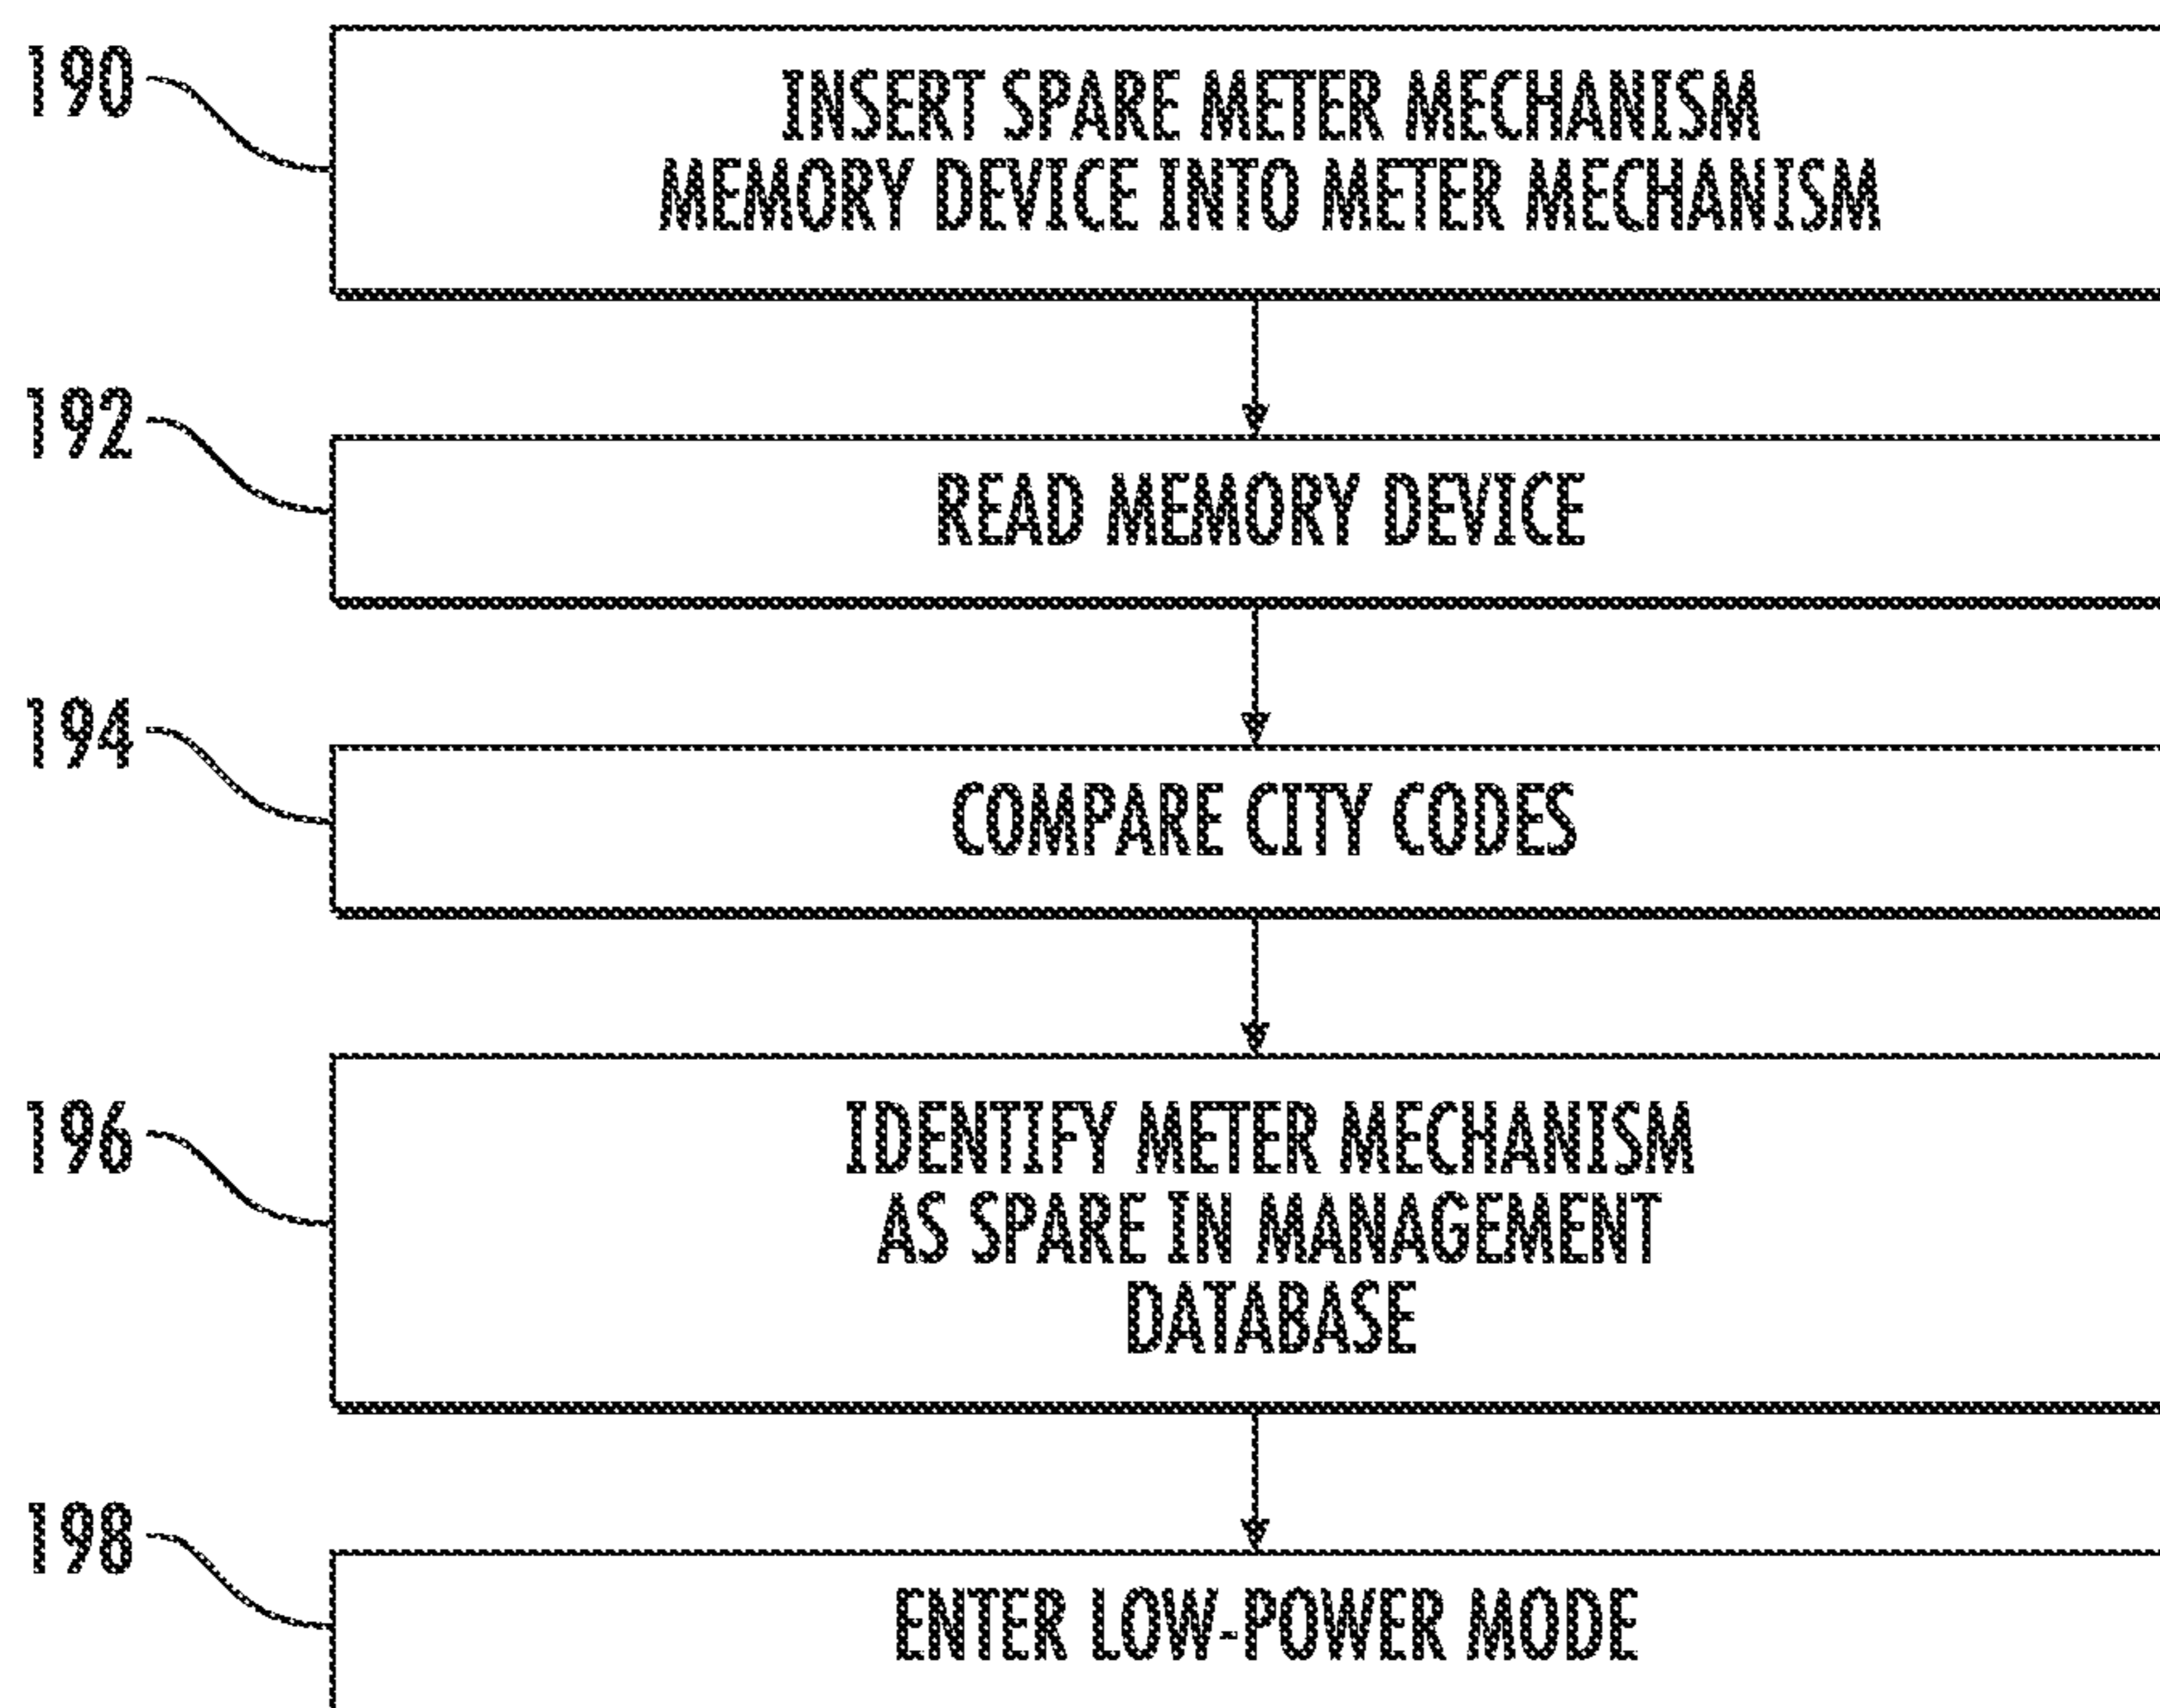 190
INSERT SPARE METER MECHANISM
MEMORY DEVICE INTO METER MECHANISM
192
READ MEMORY DEVICE
194
COMPARE CITY CODES
196
IDENTIFY METER MECHANISM
AS SPARE IN MANAGEMENT
DATABASE
198
ENTER LOW-POWER MODE